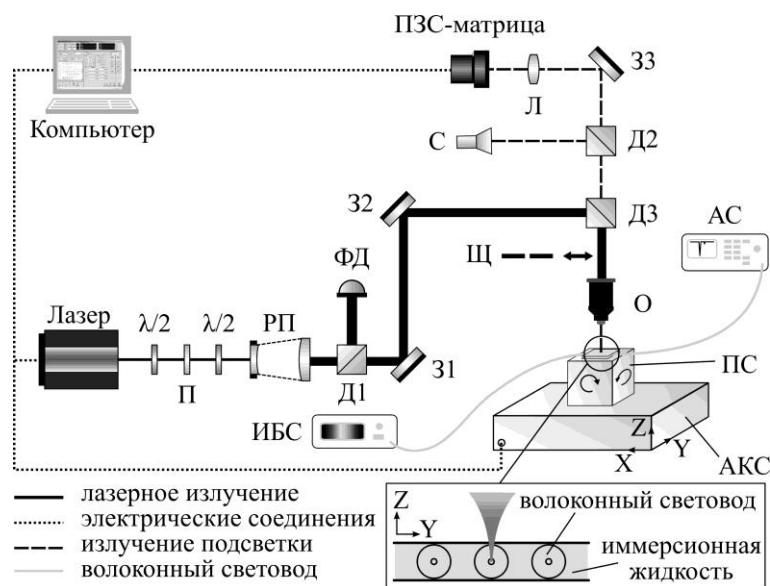 ПЗС-матрица
З3
Компьютер
Л
С
Д2
З2
Д3
АС
ФД
Щ
Лазер
λ/2
λ/2
РП
О
П
Д1
З1
ПС
ИБС
Z
Y
X
АКС
лазерное излучение
электрические соединения
излучение подсветки
волоконный световод
Z
Y
волоконный световод
иммерсионная
жидкость